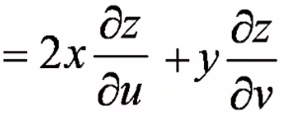 = 2x ∂z/∂u + y ∂z/∂v